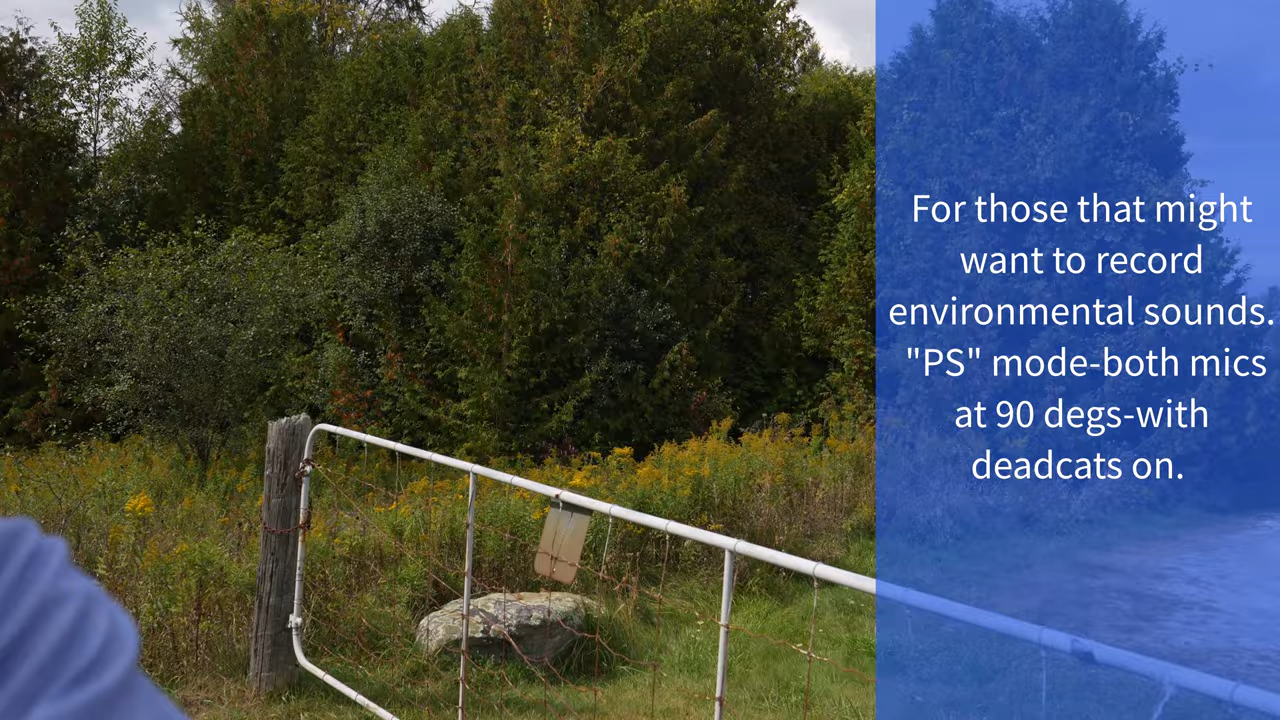 For those that might
want to record
environmental sounds.
"PS" mode-both mics
at 90 degs-with
deadcats on.